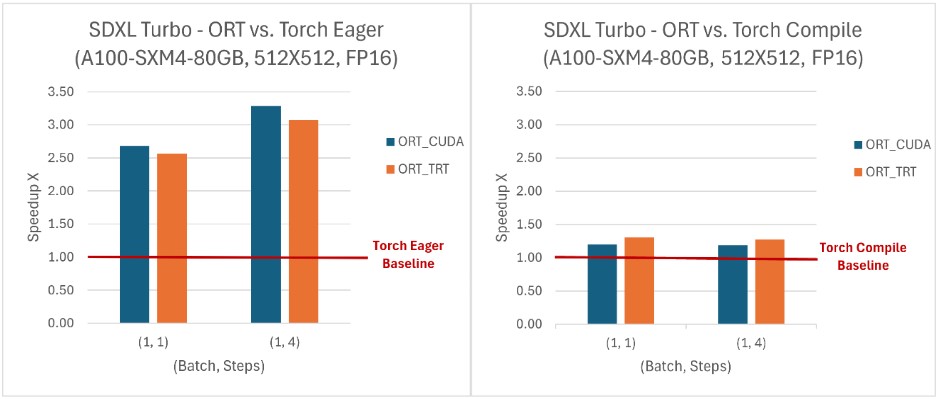 SDXL Turbo - ORT vs. Torch Eager
(A100-SXM4-80GB, 512X512, FP16)
3.50
3.00
2.50
2.00
1.50
1.00
0.50
0.00
Speedup X
ORT_CUDA
ORT_TRT
Torch Eager
Baseline
(1, 1)
(1, 4)
(Batch, Steps)
SDXL Turbo - ORT vs. Torch Compile
(A100-SXM4-80GB, 512X512, FP16)
3.50
3.00
2.50
2.00
1.50
1.00
0.50
0.00
Speedup X
ORT_CUDA
ORT_TRT
Torch Compile
Baseline
(1, 1)
(1, 4)
(Batch, Steps)